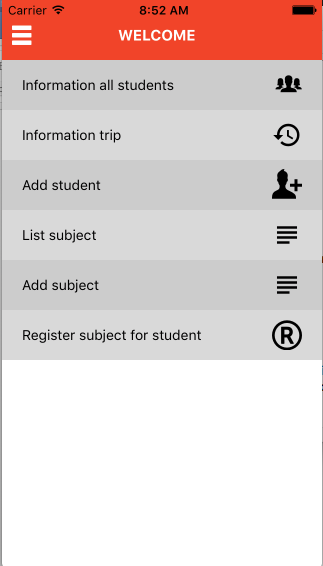 Carrier 8:52 AM
WELCOME
Information all students
Information trip
Add student
List subject
Add subject
Register subject for student ®